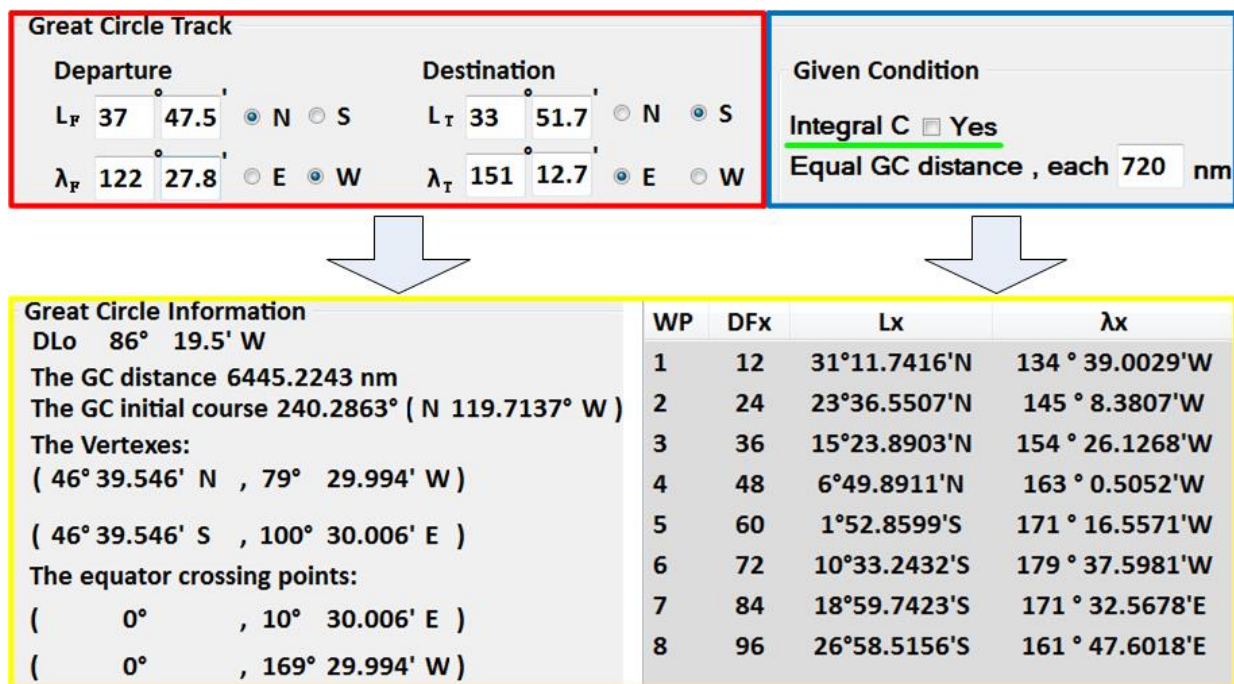 Great Circle Track
Departure
Destination
L_F 37 ° 47.5 ' N S
L_T 33 ° 51.7 ' N S
λ_F 122 ° 27.8 ' E W
λ_T 151 ° 12.7 ' E W
Given Condition
Integral C Yes
Equal GC distance , each 720 nm
Great Circle Information
DLo 86° 19.5' W
The GC distance 6445.2243 nm
The GC initial course 240.2863° ( N 119.7137° W )
The Vertexes:
( 46° 39.546' N , 79° 29.994' W )
( 46° 39.546' S , 100° 30.006' E )
The equator crossing points:
( 0° , 10° 30.006' E )
( 0° , 169° 29.994' W )
WP DFx Lx λx
1 12 31°11.7416'N 134 ° 39.0029'W
2 24 23°36.5507'N 145 ° 8.3807'W
3 36 15°23.8903'N 154 ° 26.1268'W
4 48 6°49.8911'N 163 ° 0.5052'W
5 60 1°52.8599'S 171 ° 16.5571'W
6 72 10°33.2432'S 179 ° 37.5981'W
7 84 18°59.7423'S 171 ° 32.5678'E
8 96 26°58.5156'S 161 ° 47.6018'E